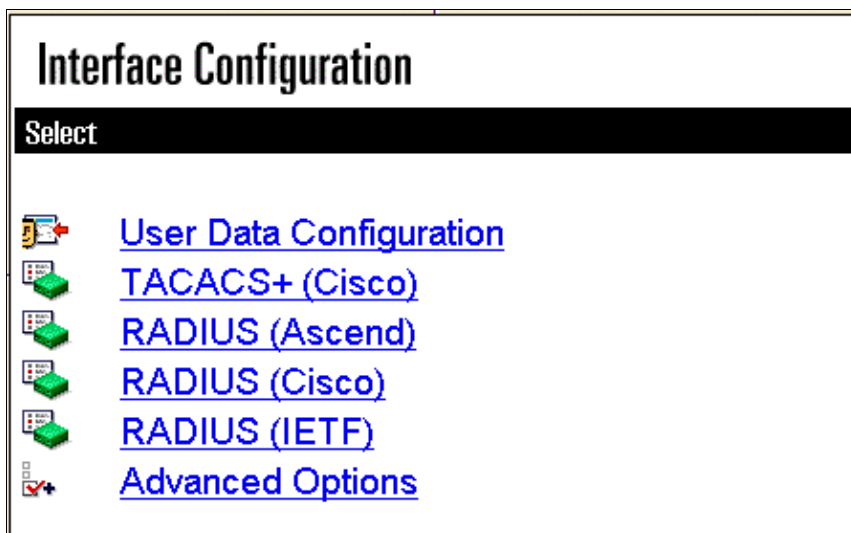 Interface Configuration
Select
User Data Configuration
TACACS+ (Cisco)
RADIUS (Ascend)
RADIUS (Cisco)
RADIUS (IETF)
Advanced Options